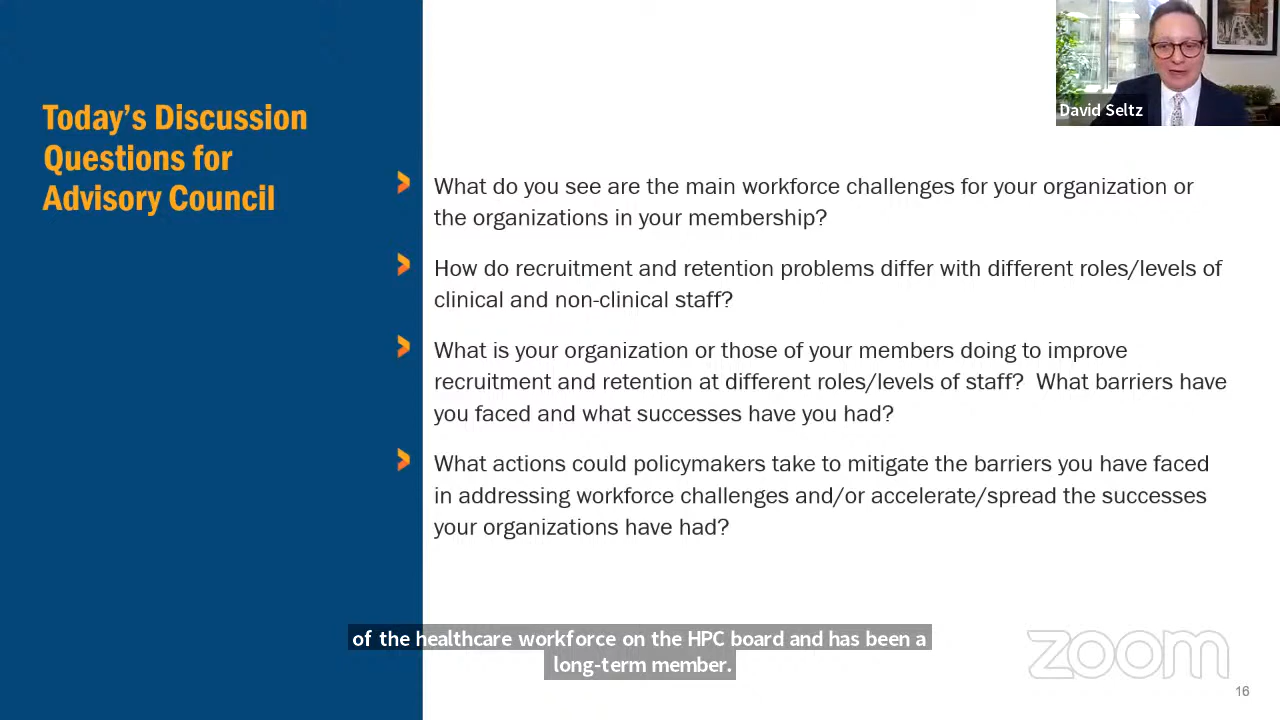 Today's Discussion
Questions for
Advisory Council
What do you see are the main workforce challenges for your organization or
the organizations in your membership?
How do recruitment and retention problems differ with different roles/levels of
clinical and non-clinical staff?
What is your organization or those of your members doing to improve
recruitment and retention at different roles/levels of staff?  What barriers have
you faced and what successes have you had?
What actions could policymakers take to mitigate the barriers you have faced
in addressing workforce challenges and/or accelerate/spread the successes
your organizations have had?
David Seltz
of the healthcare workforce on the HPC board and has been a
long-term member.
zoom
16